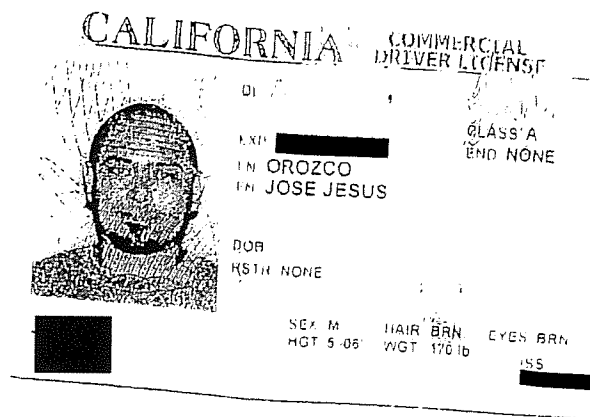 CALIFORNIA COMMERCIAL
DRIVER LICENSE
DL
CLASS A
EXP
END NONE
LN OROZCO
FN JOSE JESUS
DOB
RSTR NONE
SEX M HAIR BRN EYES BRN
HGT 5-06" WGT 170 lb
ISS